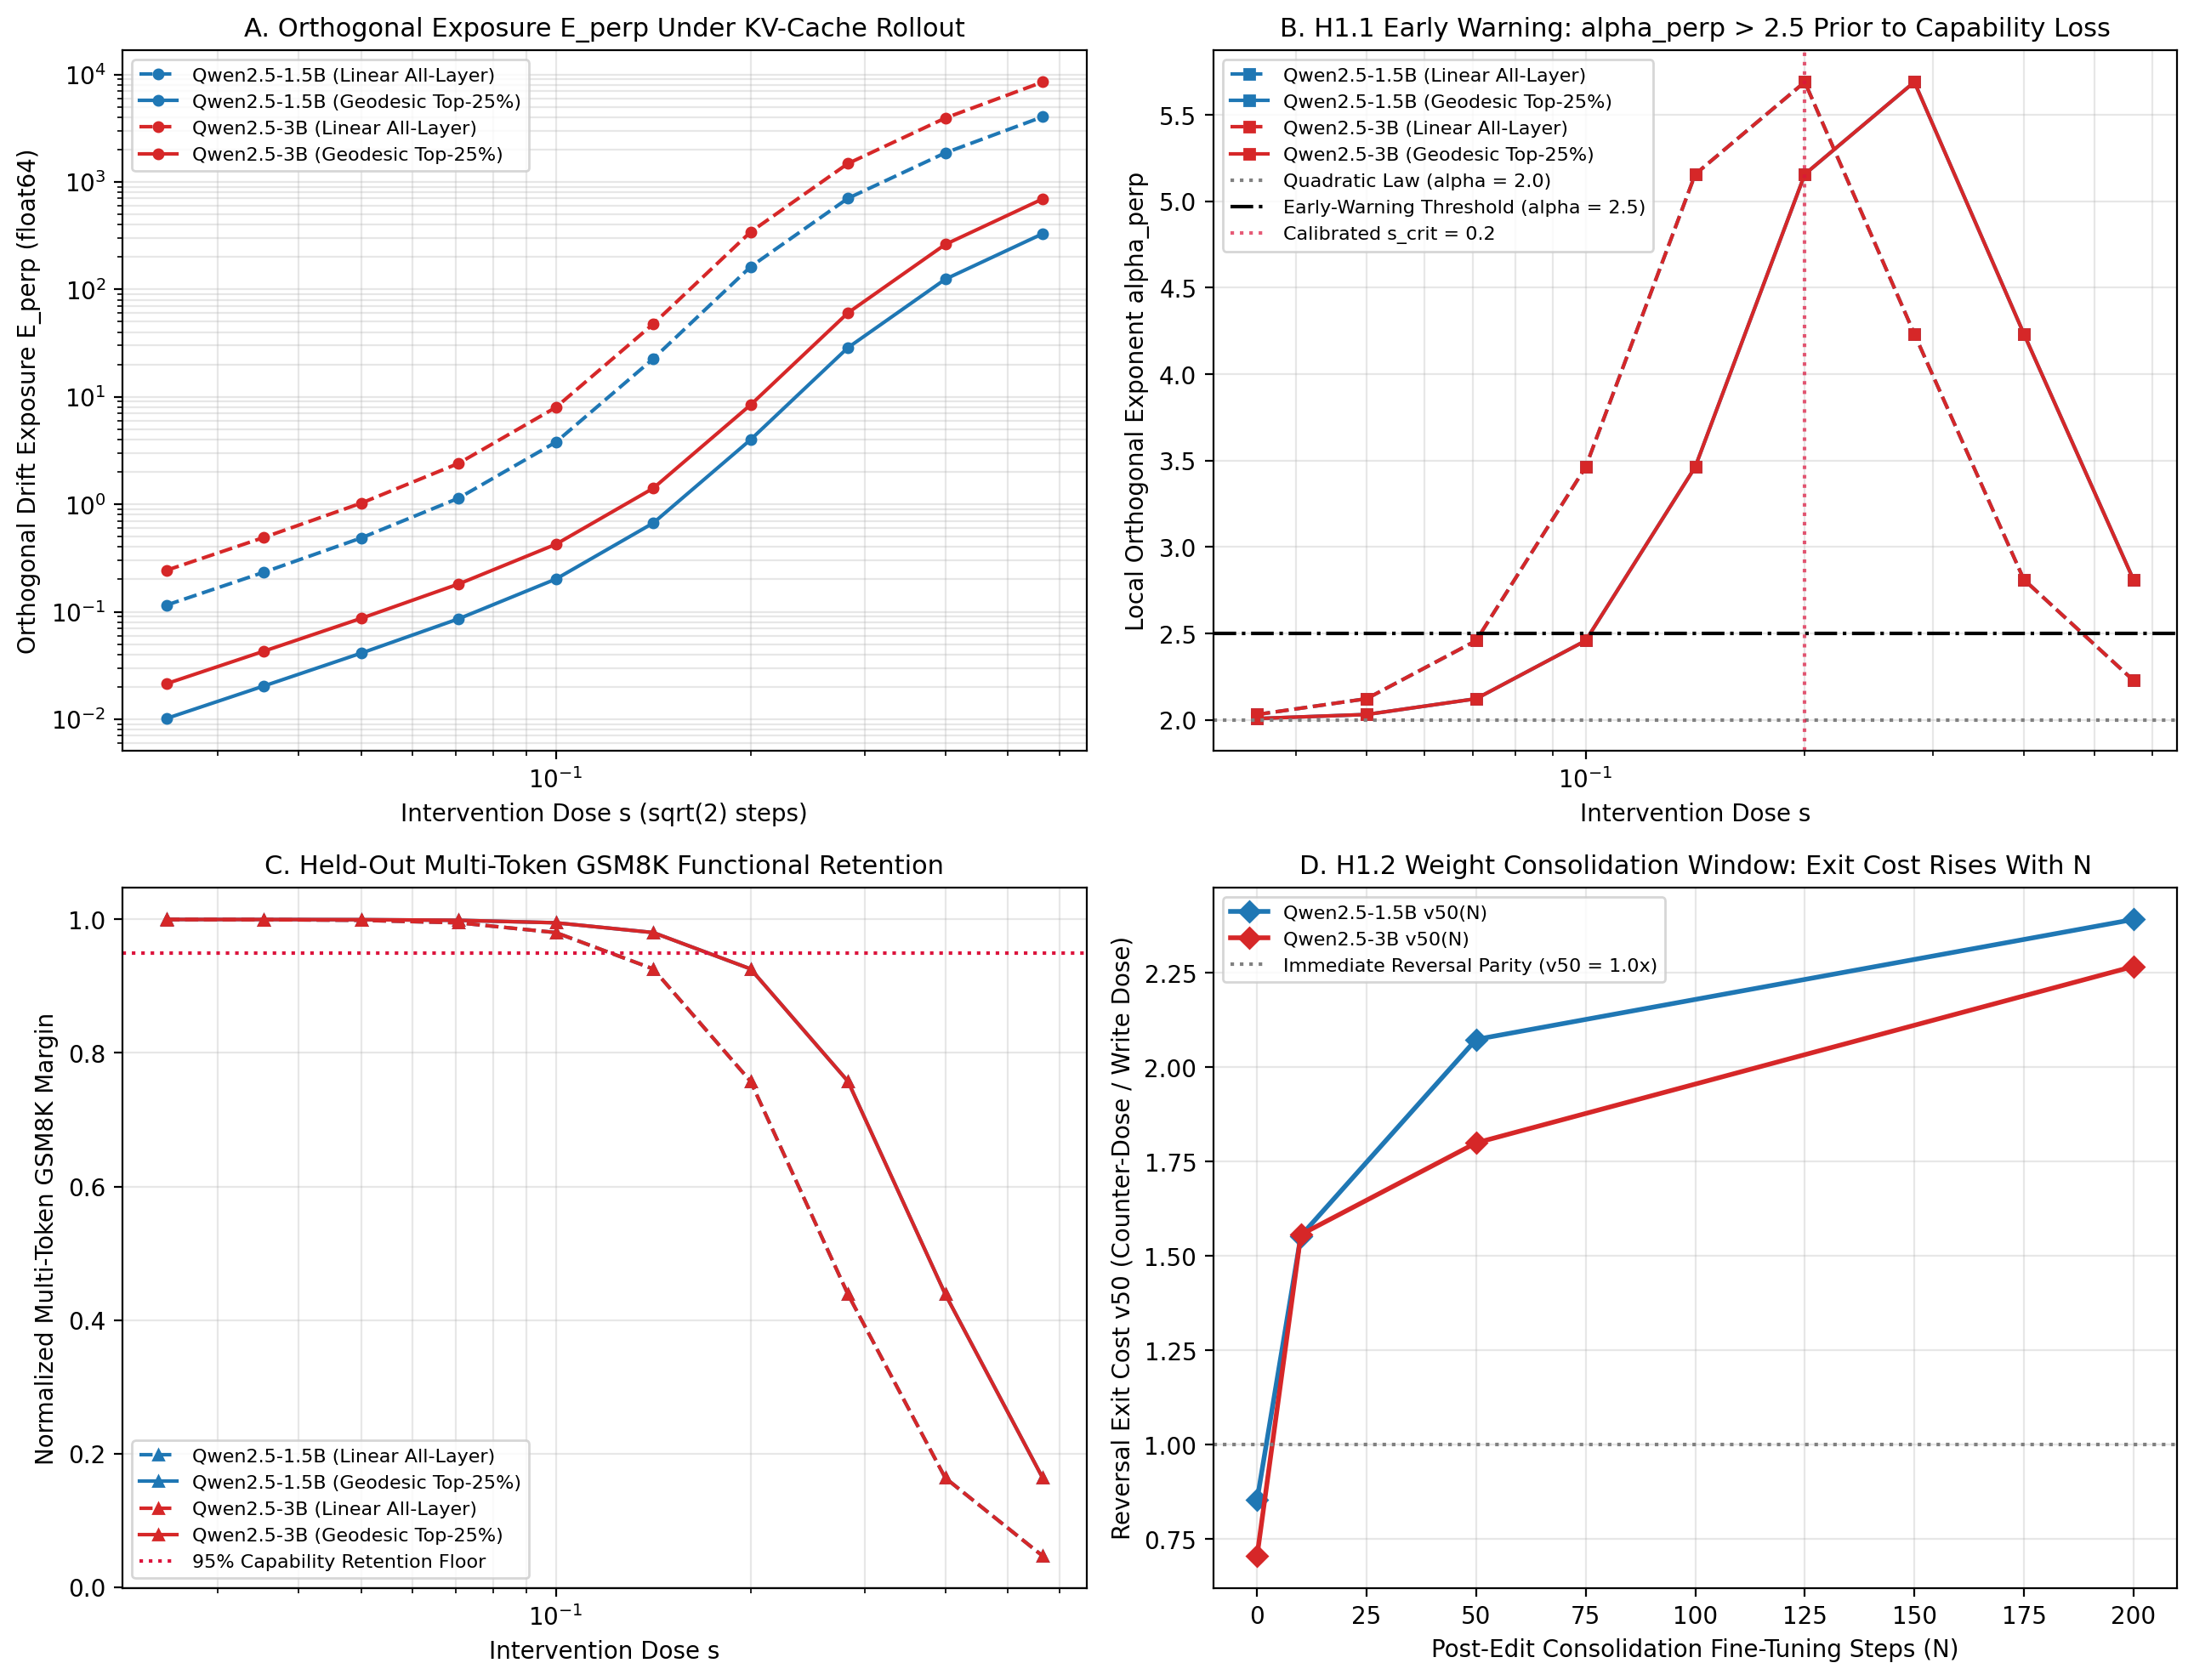 A. Orthogonal Exposure E_perp Under KV-Cache Rollout
Orthogonal Drift Exposure E_perp (float64)
10⁴
10³
10²
10¹
10⁰
10⁻¹
10⁻²
Qwen2.5-1.5B (Linear All-Layer)
Qwen2.5-1.5B (Geodesic Top-25%)
Qwen2.5-3B (Linear All-Layer)
Qwen2.5-3B (Geodesic Top-25%)
10⁻¹
Intervention Dose s (sqrt(2) steps)
B. H1.1 Early Warning: alpha_perp > 2.5 Prior to Capability Loss
Local Orthogonal Exponent alpha_perp
5.5
5.0
4.5
4.0
3.5
3.0
2.5
2.0
Qwen2.5-1.5B (Linear All-Layer)
Qwen2.5-1.5B (Geodesic Top-25%)
Qwen2.5-3B (Linear All-Layer)
Qwen2.5-3B (Geodesic Top-25%)
Quadratic Law (alpha = 2.0)
Early-Warning Threshold (alpha = 2.5)
Calibrated s_crit = 0.2
10⁻¹
Intervention Dose s
C. Held-Out Multi-Token GSM8K Functional Retention
Normalized Multi-Token GSM8K Margin
1.0
0.8
0.6
0.4
0.2
0.0
Qwen2.5-1.5B (Linear All-Layer)
Qwen2.5-1.5B (Geodesic Top-25%)
Qwen2.5-3B (Linear All-Layer)
Qwen2.5-3B (Geodesic Top-25%)
95% Capability Retention Floor
10⁻¹
Intervention Dose s
D. H1.2 Weight Consolidation Window: Exit Cost Rises With N
Reversal Exit Cost v50 (Counter-Dose / Write Dose)
2.25
2.00
1.75
1.50
1.25
1.00
0.75
Qwen2.5-1.5B v50(N)
Qwen2.5-3B v50(N)
Immediate Reversal Parity (v50 = 1.0x)
0 25 50 75 100 125 150 175 200
Post-Edit Consolidation Fine-Tuning Steps (N)